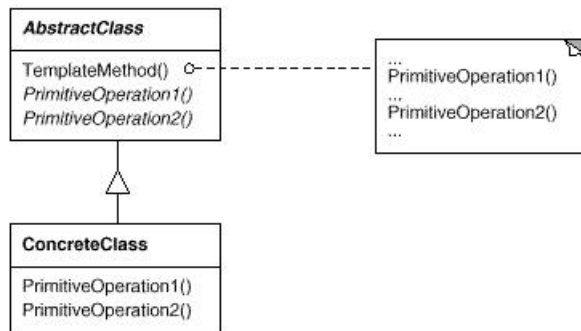 AbstractClass
TemplateMethod()
PrimitiveOperation1()
PrimitiveOperation2()
...
PrimitiveOperation1()
...
PrimitiveOperation2()
...
ConcreteClass
PrimitiveOperation1()
PrimitiveOperation2()